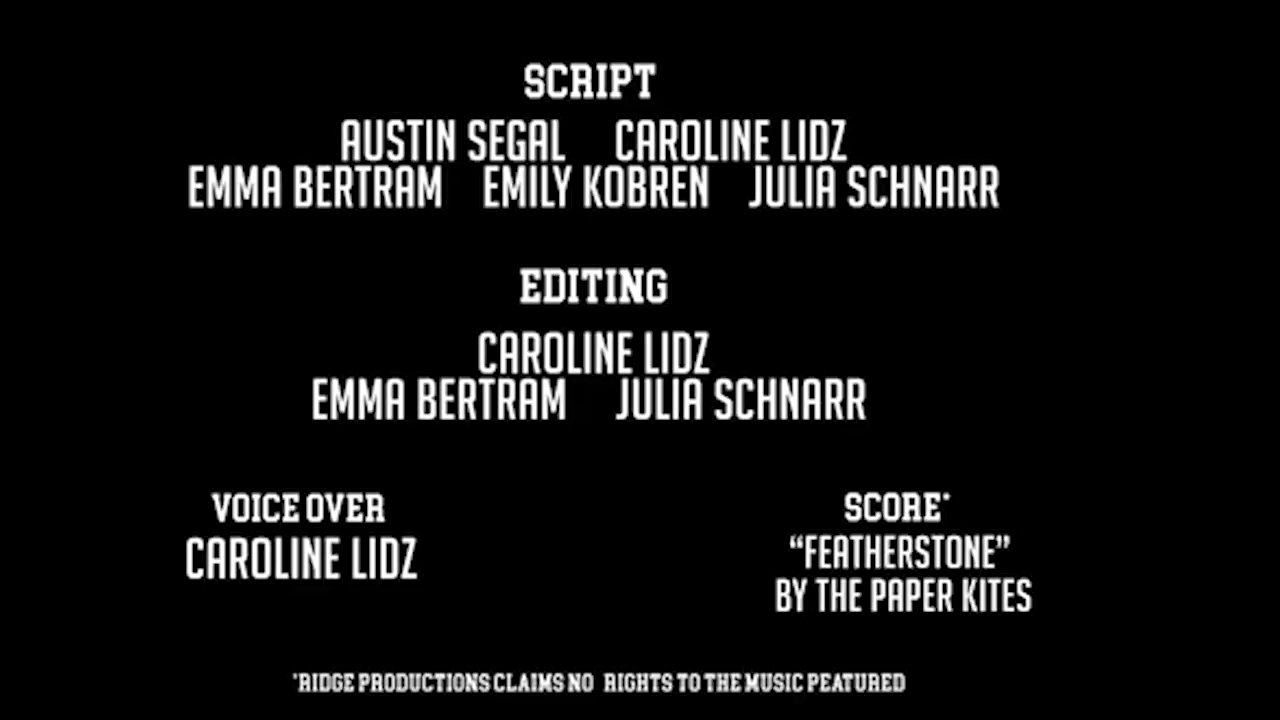 SCRIPT
AUSTIN SEGAL CAROLINE LIDZ
EMMA BERTRAM EMILY KOBREN JULIA SCHNARR
EDITING
CAROLINE LIDZ
EMMA BERTRAM JULIA SCHNARR
VOICE OVER
CAROLINE LIDZ
SCORE*
“FEATHERSTONE”
BY THE PAPER KITES
*RIDGE PRODUCTIONS CLAIMS NO RIGHTS TO THE MUSIC PEATURED